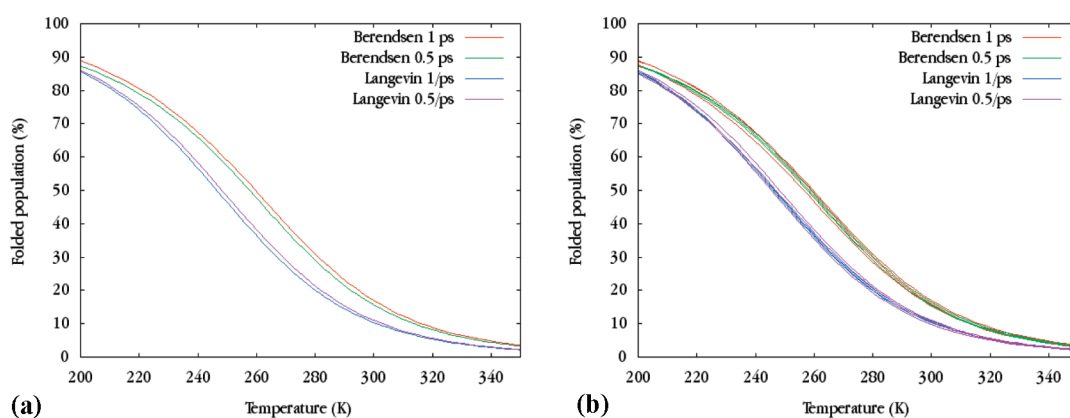 Berendsen 1 ps
Berendsen 0.5 ps
Langevin 1/ps
Langevin 0.5/ps
Folded population (%)
100
90
80
70
60
50
40
30
20
10
0
200 220 240 260 280 300 320 340
Temperature (K)
(a)
Berendsen 1 ps
Berendsen 0.5 ps
Langevin 1/ps
Langevin 0.5/ps
Folded population (%)
100
90
80
70
60
50
40
30
20
10
0
200 220 240 260 280 300 320 340
Temperature (K)
(b)